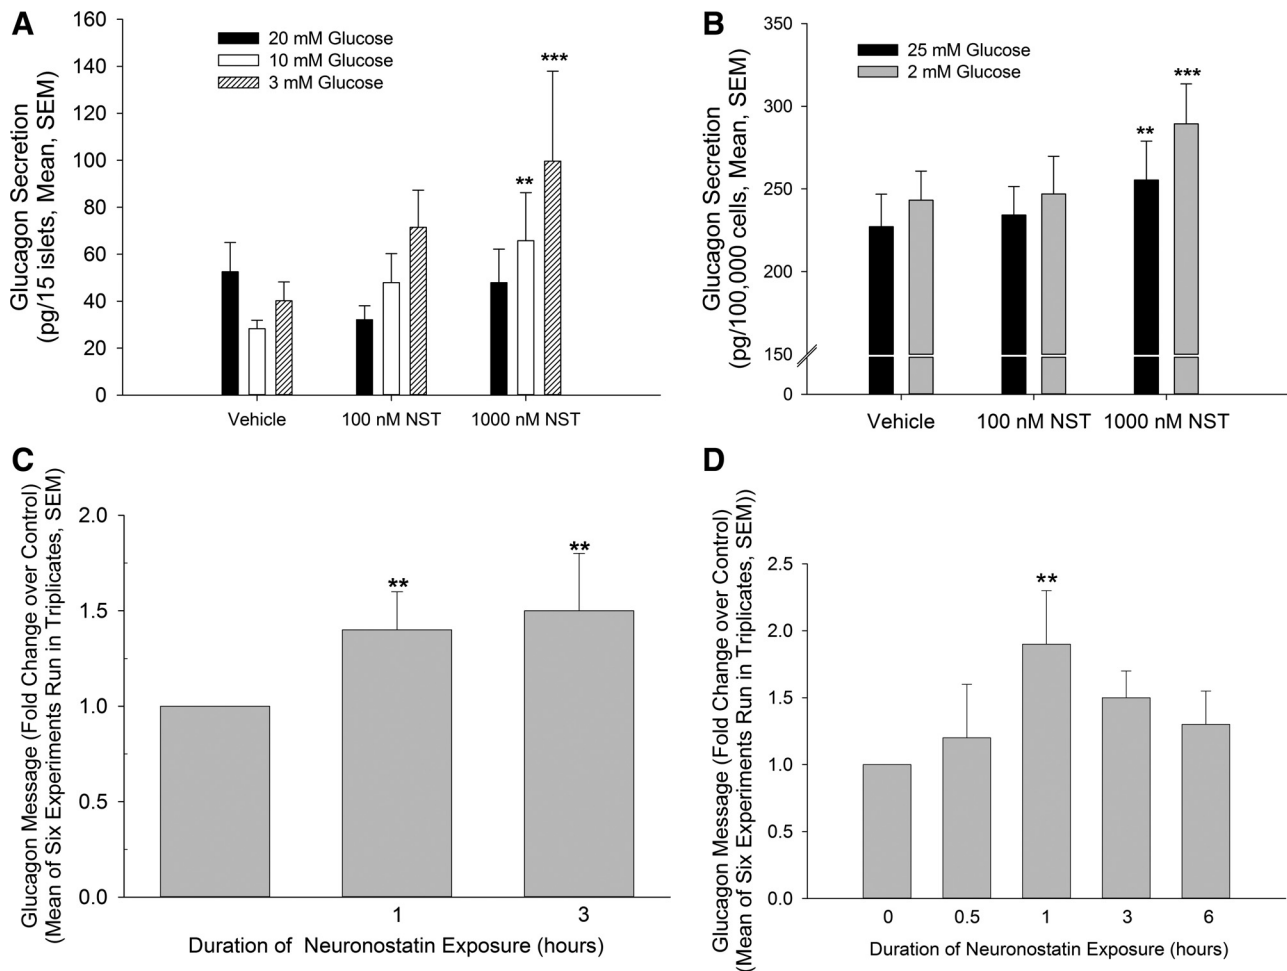 A
Glucagon Secretion
(pg/15 islets, Mean, SEM)
160
140
120
100
80
60
40
20
0
20 mM Glucose
10 mM Glucose
3 mM Glucose
**
***
Vehicle
100 nM NST
1000 nM NST
B
Glucagon Secretion
(pg/100,000 cells, Mean, SEM)
350
300
250
200
150
0
25 mM Glucose
2 mM Glucose
**
***
Vehicle
100 nM NST
1000 nM NST
C
Glucagon Message (Fold Change over Control)
(Mean of Six Experiments Run in Triplicates, SEM)
2.0
1.5
1.0
0.5
0.0
**
**
1
3
Duration of Neuronostatin Exposure (hours)
D
Glucagon Message (Fold Change over Control)
(Mean of Six Experiments Run in Triplicates, SEM))
2.5
2.0
1.5
1.0
0.5
0.0
**
0
0.5
1
3
6
Duration of Neuronostatin Exposure (hours)